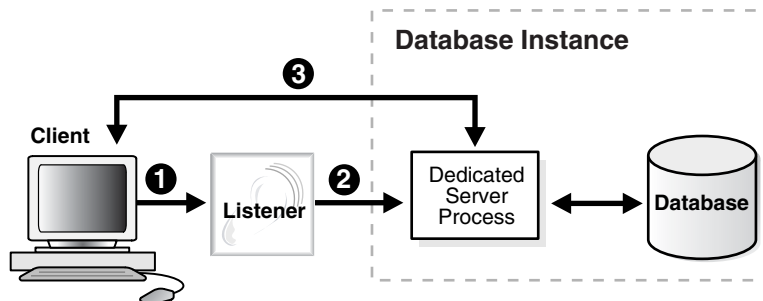 Database Instance
3
Client
1
Listener
2
Dedicated
Server
Process
Database